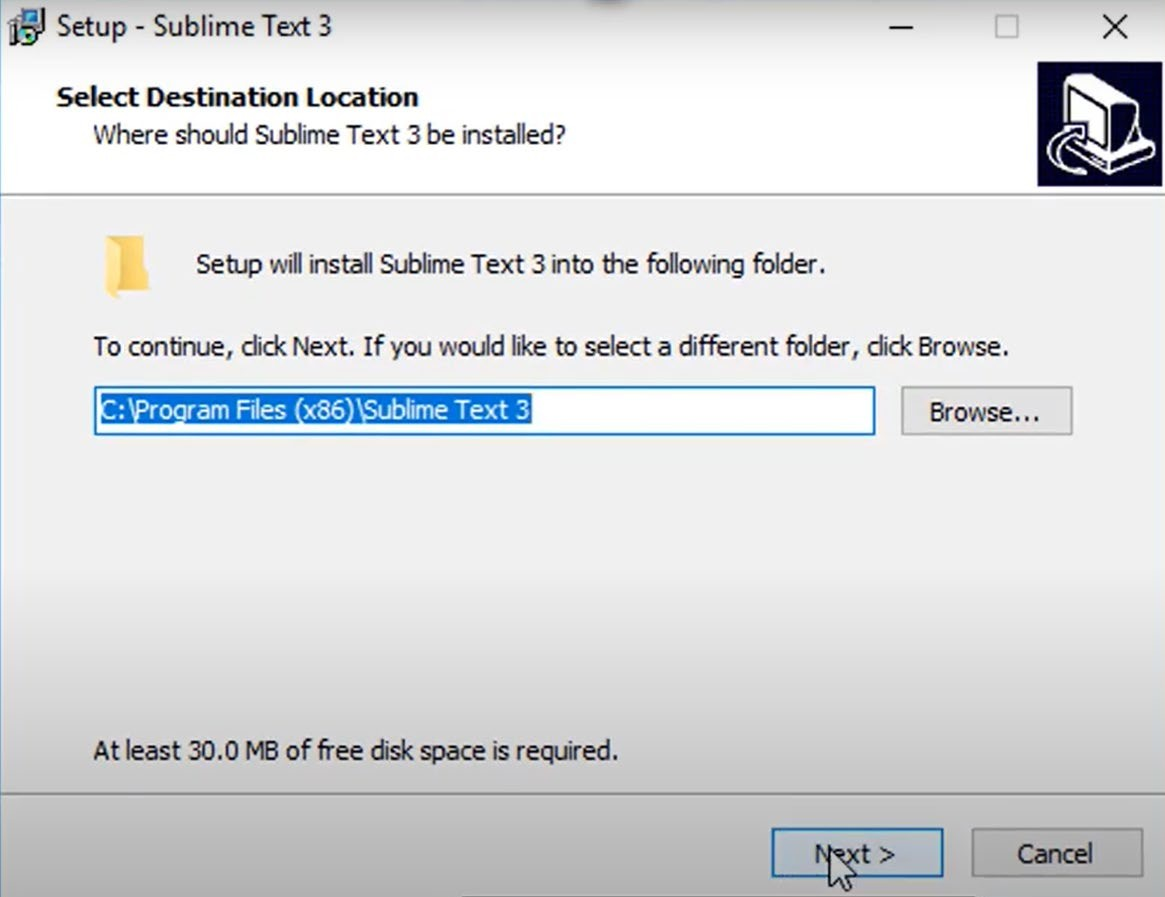 Setup - Sublime Text 3
Select Destination Location
Where should Sublime Text 3 be installed?
Setup will install Sublime Text 3 into the following folder.
To continue, click Next. If you would like to select a different folder, click Browse.
C:\Program Files (x86)\Sublime Text 3
Browse...
At least 30.0 MB of free disk space is required.
Next >
Cancel